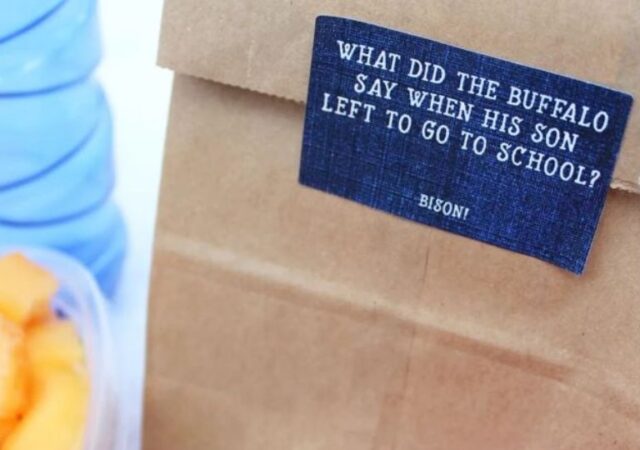 WHAT DID THE BUFFALO
SAY WHEN HIS SON
LEFT TO GO TO SCHOOL?
BISON!